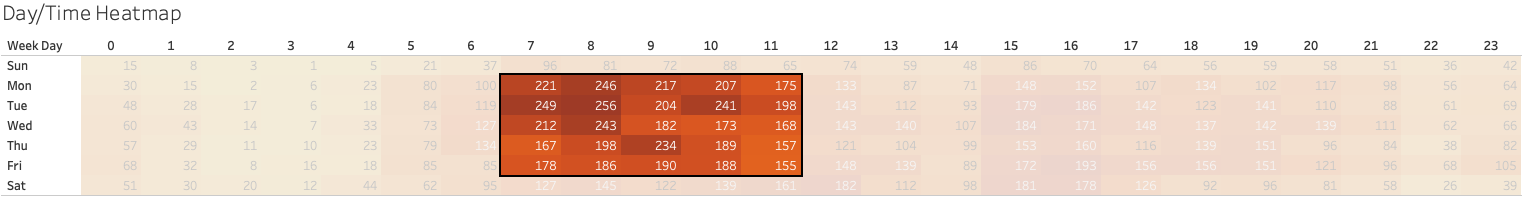 Day/Time Heatmap
Week Day 0 1 2 3 4 5 6 7 8 9 10 11 12 13 14 15 16 17 18 19 20 21 22 23
Sun 15 8 3 1 5 21 37 96 81 72 88 65 74 59 48 86 70 64 56 59 58 51 36 42
Mon 30 15 2 6 23 80 100 221 246 217 207 175 133 87 71 148 152 107 134 102 117 98 56 64
Tue 48 28 17 6 18 84 119 249 256 204 241 198 143 112 93 179 186 142 123 141 110 88 61 69
Wed 60 43 14 7 33 73 127 212 243 182 173 168 143 140 107 184 171 148 137 142 139 111 62 66
Thu 57 29 11 10 23 79 134 167 198 234 189 157 121 104 99 153 160 116 139 151 96 84 38 82
Fri 68 32 8 16 18 85 85 178 186 190 188 155 148 139 89 172 193 156 156 151 121 96 68 105
Sat 51 30 20 12 44 62 95 127 145 122 139 161 182 112 98 181 178 126 92 96 81 58 26 39